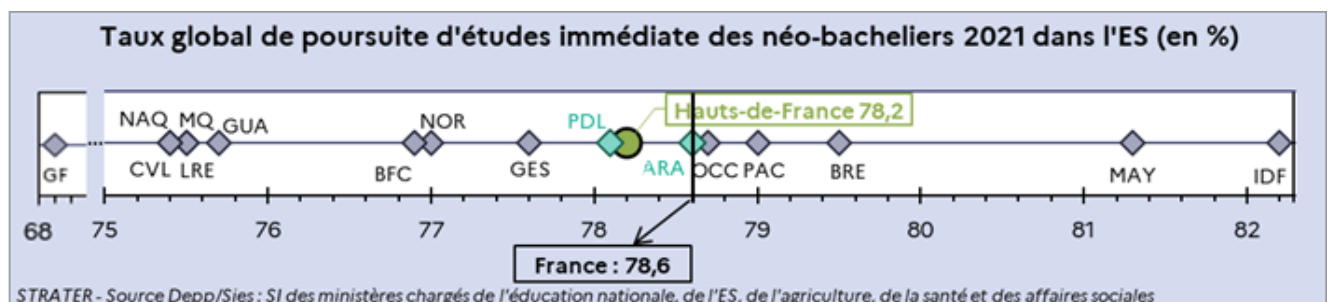 Taux global de poursuite d'études immédiate des néo-bacheliers 2021 dans l'ES (en %)
Hauts-de-France 78,2
NAQ MQ GUA NOR PDL
GF CVL LRE BFC GES ARA OCC PAC BRE MAY IDF
68 75 76 77 78 79 80 81 82
France : 78,6
STRATER - Source Depp/Sies : SI des ministères chargés de l'éducation nationale, de l'ES, de l'agriculture, de la santé et des affaires sociales